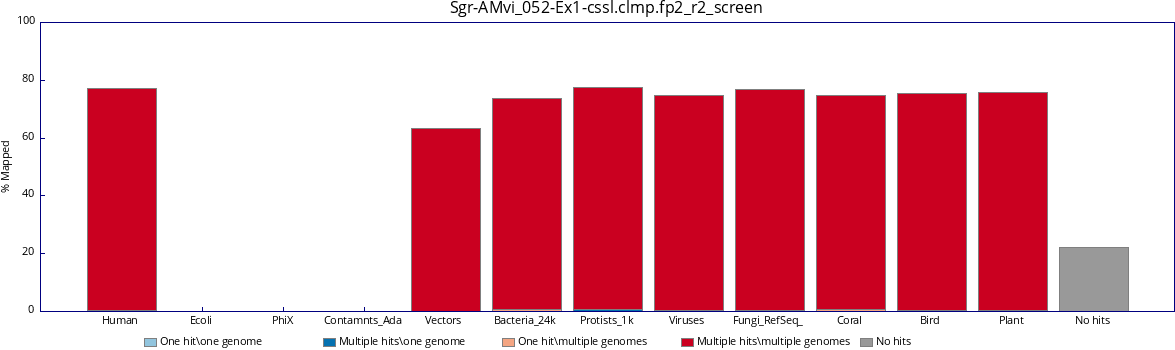 Sgr-AMvi_052-Ex1-cssl.clmp.fp2_r2_screen
100
80
60
40
20
0
% Mapped
Human Ecoli PhiX Contamnts_Ada Vectors Bacteria_24k Protists_1k Viruses Fungi_RefSeq_ Coral Bird Plant No hits
One hit\one genome Multiple hits\one genome One hit\multiple genomes Multiple hits\multiple genomes No hits